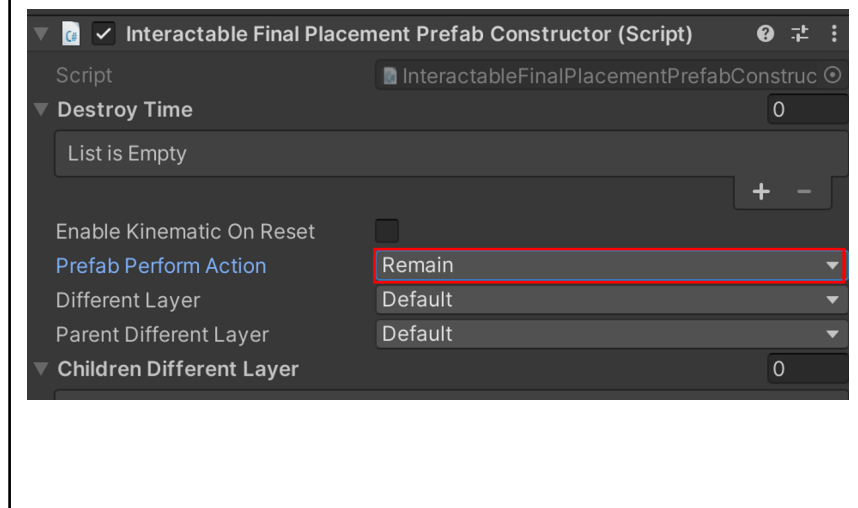 Interactable Final Placement Prefab Constructor (Script)
Script InteractableFinalPlacementPrefabConstruc
Destroy Time 0
List is Empty
Enable Kinematic On Reset
Prefab Perform Action Remain
Different Layer Default
Parent Different Layer Default
Children Different Layer 0